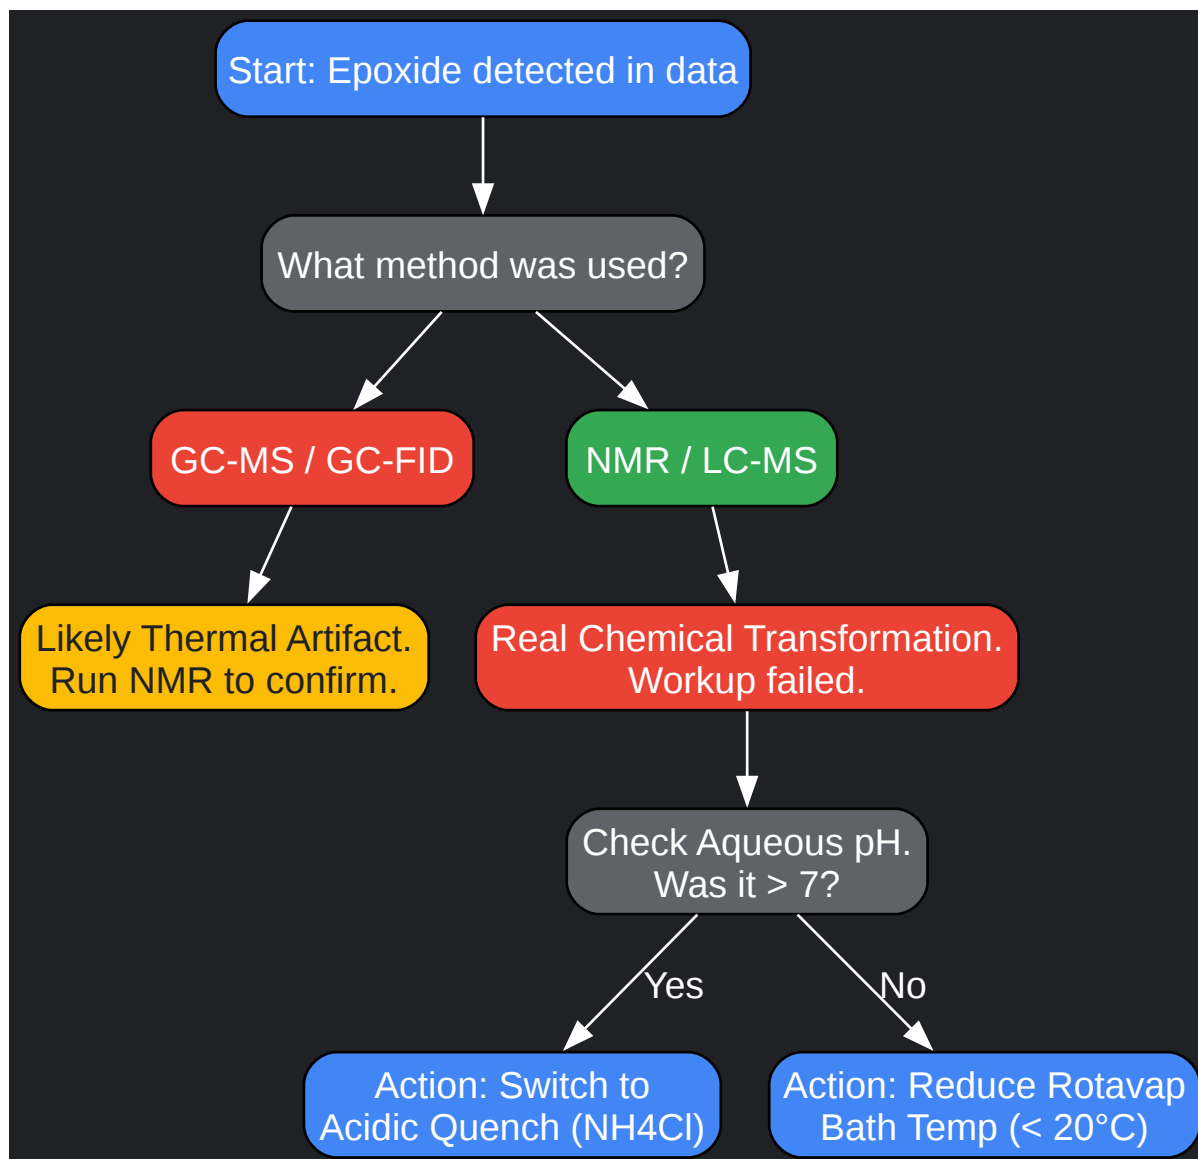 Start: Epoxide detected in data
What method was used?
GC-MS / GC-FID
NMR / LC-MS
Likely Thermal Artifact.
Run NMR to confirm.
Real Chemical Transformation.
Workup failed.
Check Aqueous pH.
Was it > 7?
Yes
No
Action: Switch to
Acidic Quench (NH4Cl)
Action: Reduce Rotavap
Bath Temp (< 20°C)